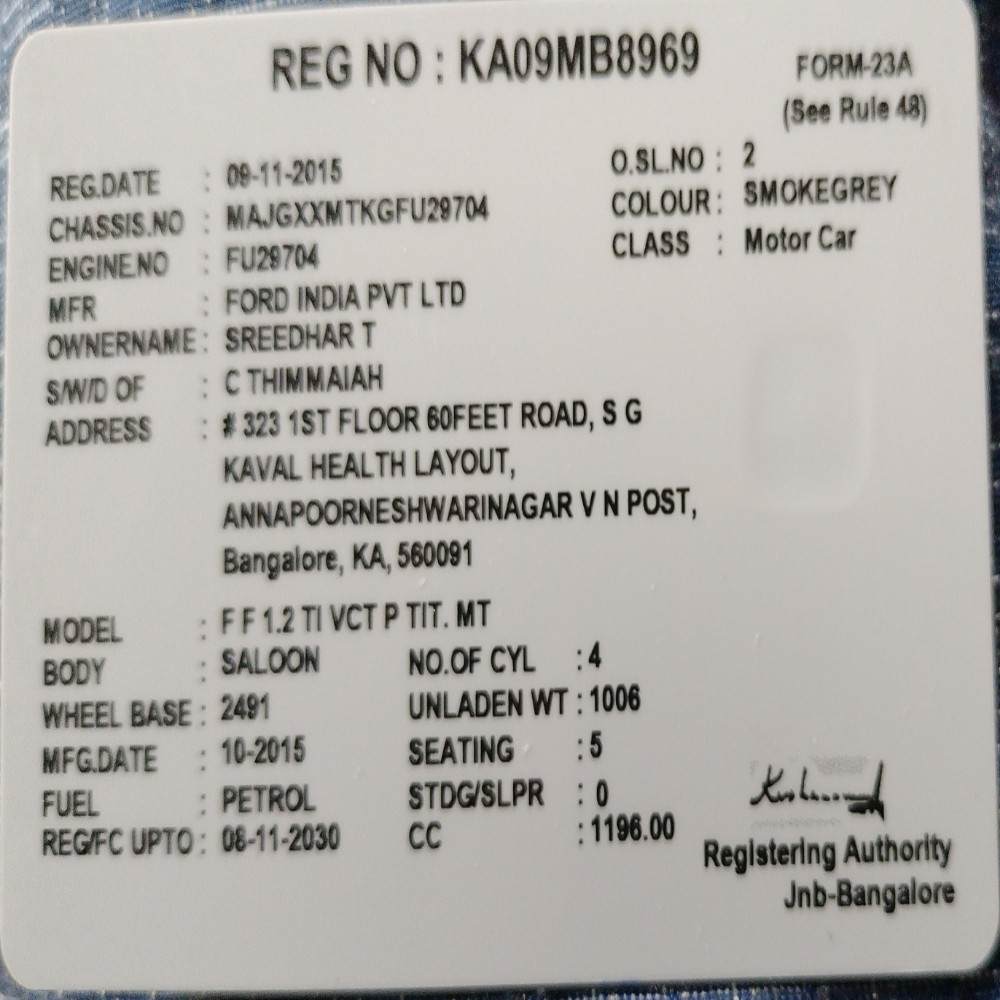 REG NO : KA09MB8969
FORM-23A
(See Rule 48)
REG.DATE : 09-11-2015
O.SL.NO : 2
CHASSIS.NO : MAJGXXMTKGFU29704
COLOUR : SMOKEGREY
ENGINE.NO : FU29704
CLASS : Motor Car
MFR : FORD INDIA PVT LTD
OWNERNAME : SREEDHAR T
S/W/D OF : C THIMMAIAH
ADDRESS : # 323 1ST FLOOR 60FEET ROAD, S G
KAVAL HEALTH LAYOUT,
ANNAPOORNESHWARINAGAR V N POST,
Bangalore, KA, 560091
MODEL : F F 1.2 TI VCT P TIT. MT
BODY : SALOON NO.OF CYL : 4
WHEEL BASE : 2491 UNLADEN WT : 1006
MFG.DATE : 10-2015 SEATING : 5
FUEL : PETROL STDG/SLPR : 0
REG/FC UPTO : 08-11-2030 CC : 1196.00
Registering Authority
Jnb-Bangalore